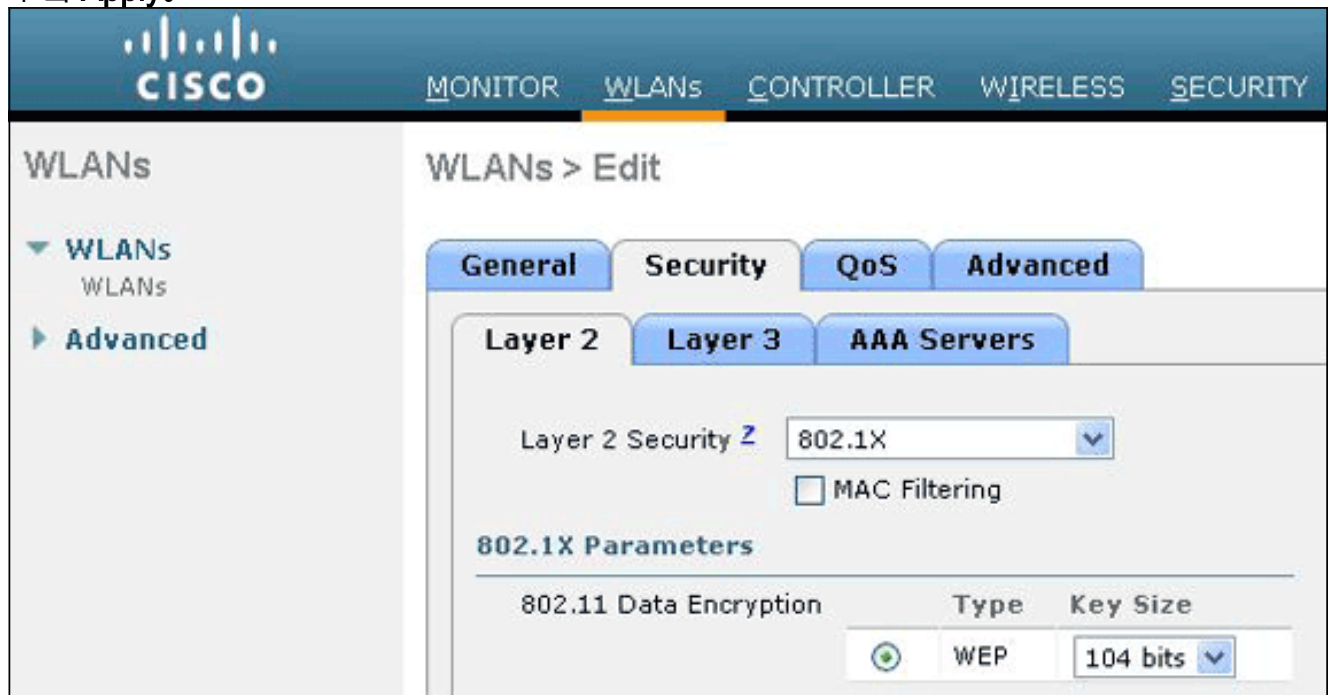 Apply。
CISCO
MONITOR WLANs CONTROLLER WIRELESS SECURITY
WLANs
WLANs
WLANs
Advanced
WLANs > Edit
General Security QoS Advanced
Layer 2 Layer 3 AAA Servers
Layer 2 Security 2 802.1X
MAC Filtering
802.1X Parameters
802.11 Data Encryption Type Key Size
WEP 104 bits